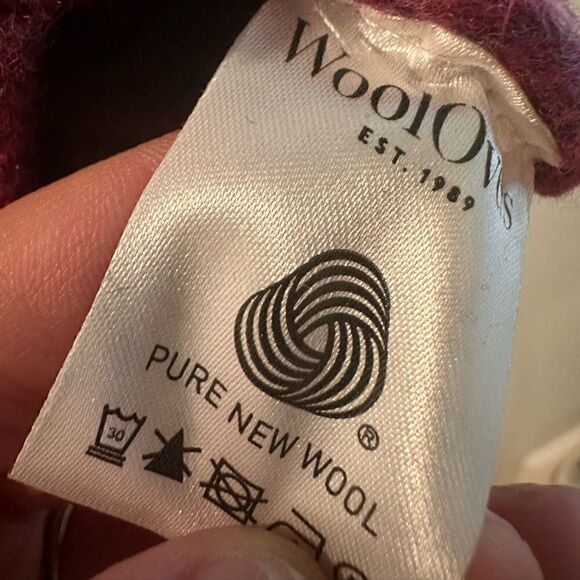 WoolOvers
EST. 1989
®
PURE NEW WOOL
30